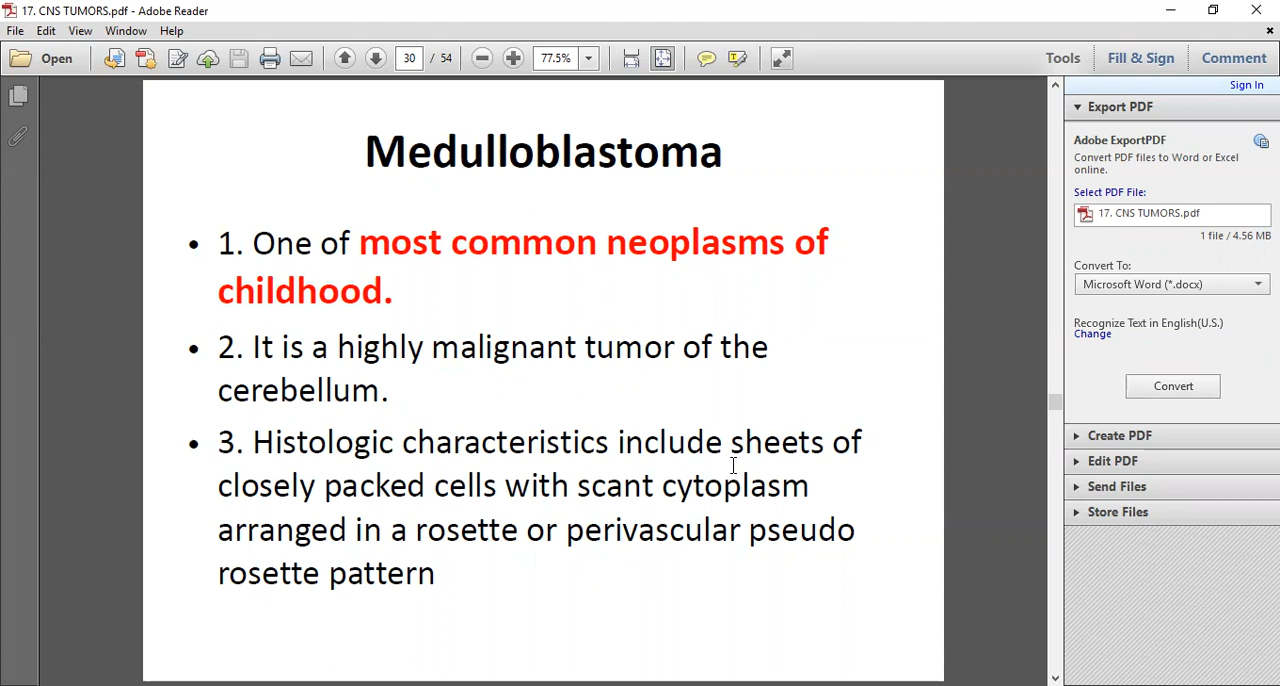 17. CNS TUMORS.pdf - Adobe Reader
File Edit View Window Help
Open 30 / 54 77.5% Tools Fill & Sign Comment
Sign In
Export PDF
Adobe ExportPDF
Convert PDF files to Word or Excel
online.
Select PDF File:
17. CNS TUMORS.pdf
1 file / 4.56 MB
Convert To:
Microsoft Word (*.docx)
Recognize Text in English(U.S.)
Change
Convert
Create PDF
Edit PDF
Send Files
Store Files
Medulloblastoma
• 1. One of most common neoplasms of
childhood.
• 2. It is a highly malignant tumor of the
cerebellum.
• 3. Histologic characteristics include sheets of
closely packed cells with scant cytoplasm
arranged in a rosette or perivascular pseudo
rosette pattern